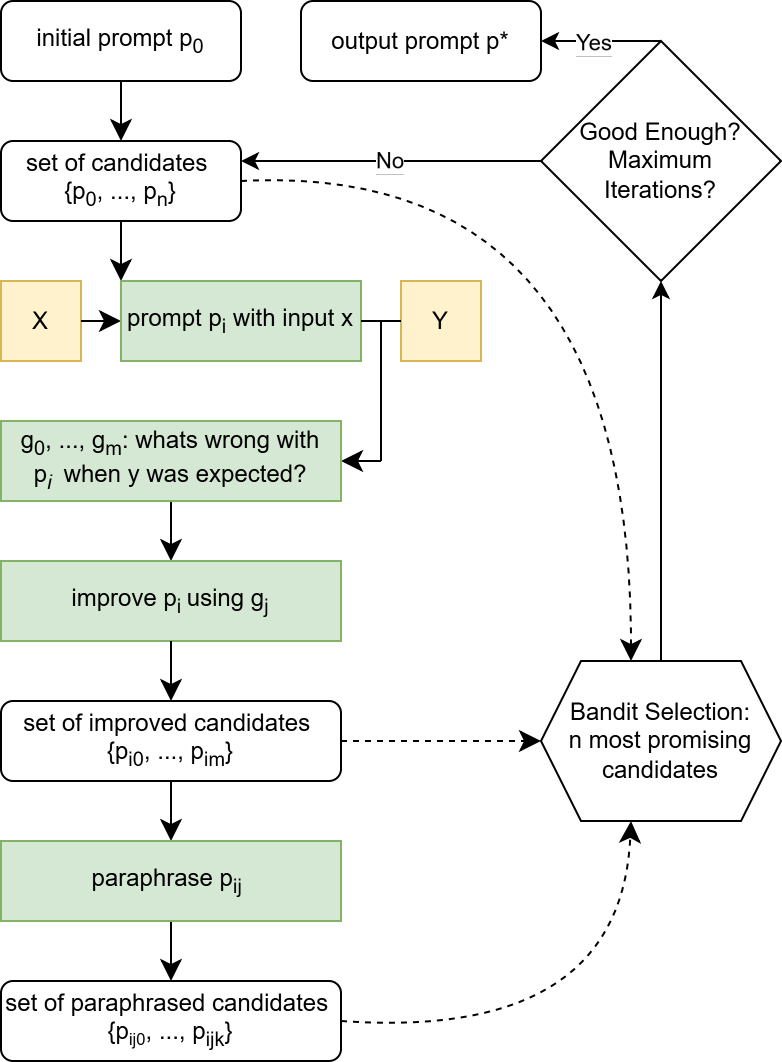 initial prompt p₀
output prompt p*
Yes
Good Enough?
Maximum
Iterations?
set of candidates
{p₀, ..., pₙ}
No
X
prompt pᵢ with input x
Y
g₀, ..., gₘ: whats wrong with
pᵢ when y was expected?
improve pᵢ using gⱼ
set of improved candidates
{pᵢ₀, ..., pᵢₘ}
Bandit Selection:
n most promising
candidates
paraphrase pᵢⱼ
set of paraphrased candidates
{pᵢⱼ₀, ..., pᵢⱼₖ}